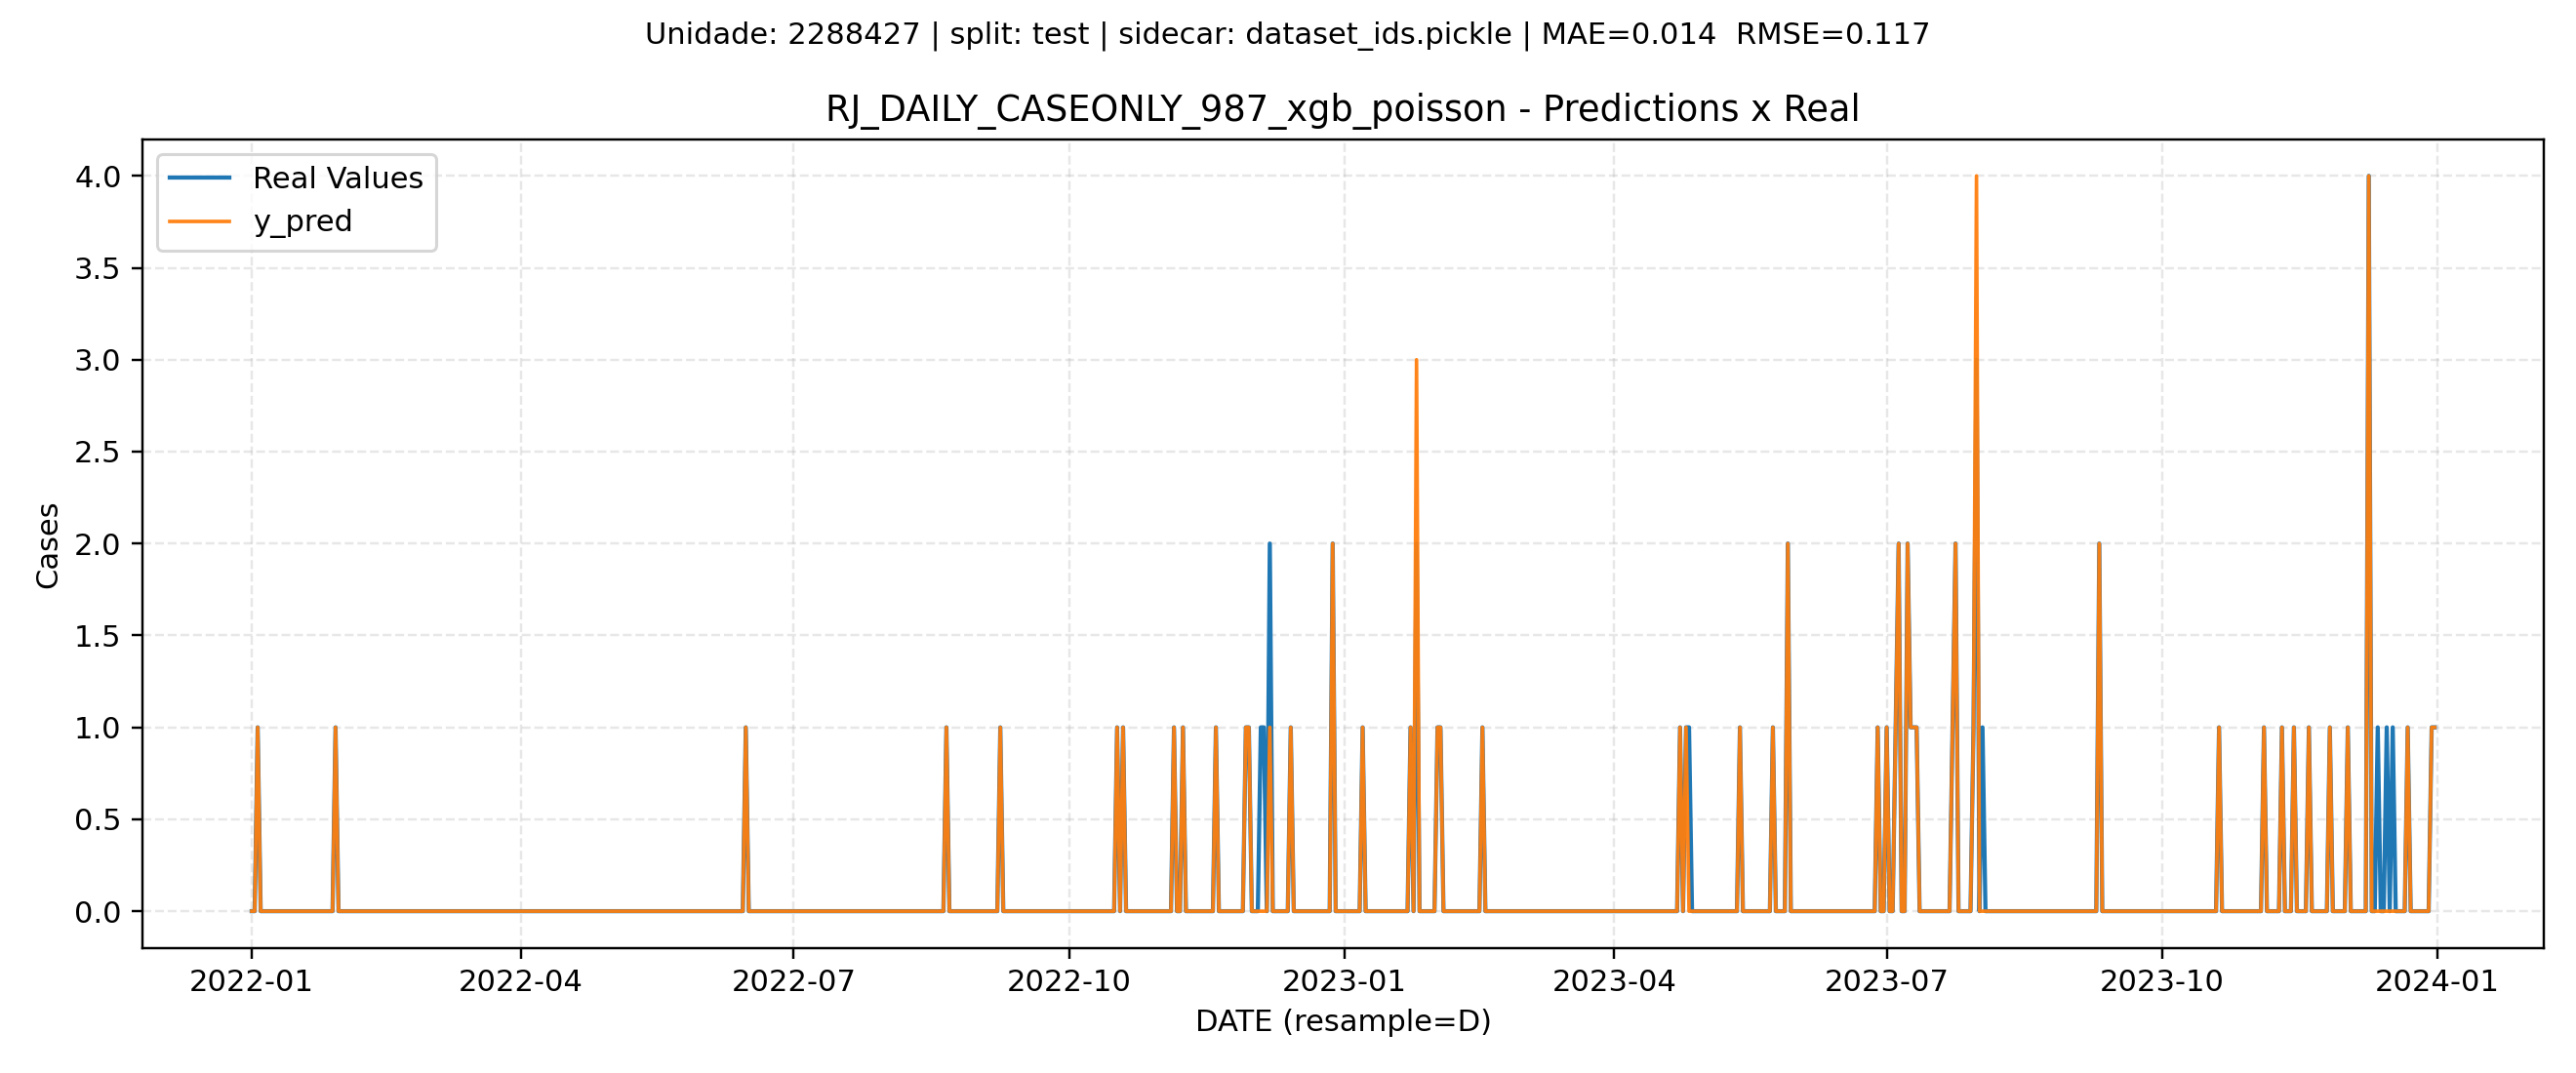 Unidade: 2288427 | split: test | sidecar: dataset_ids.pickle | MAE=0.014  RMSE=0.117
RJ_DAILY_CASEONLY_987_xgb_poisson - Predictions x Real
Real Values
y_pred
4.0
3.5
3.0
2.5
2.0
1.5
1.0
0.5
0.0
Cases
2022-01 2022-04 2022-07 2022-10 2023-01 2023-04 2023-07 2023-10 2024-01
DATE (resample=D)